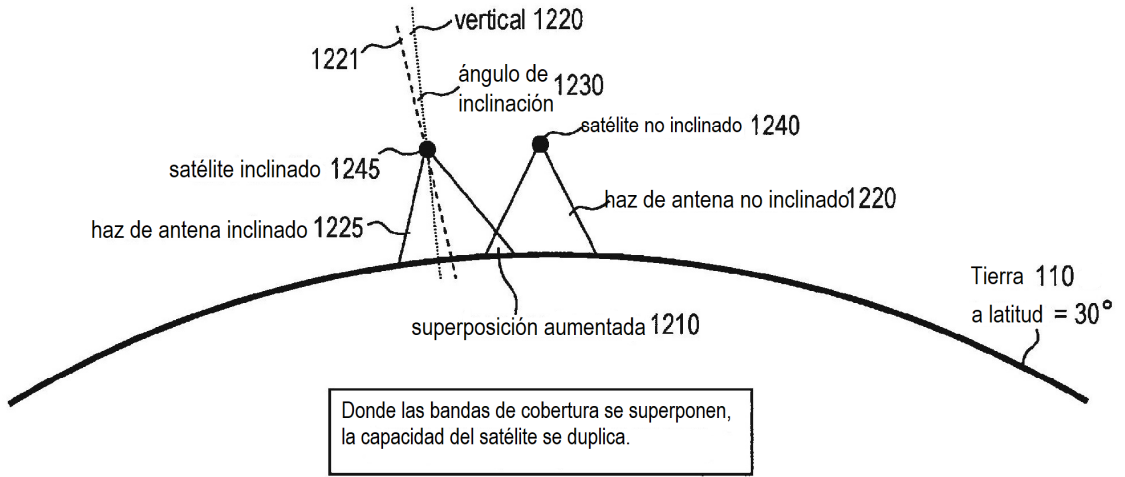 vertical 1220
1221
ángulo de
inclinación 1230
satélite no inclinado 1240
satélite inclinado 1245
haz de antena no inclinado 1220
haz de antena inclinado 1225
Tierra 110
a latitud = 30°
superposición aumentada 1210
Donde las bandas de cobertura se superponen,
la capacidad del satélite se duplica.